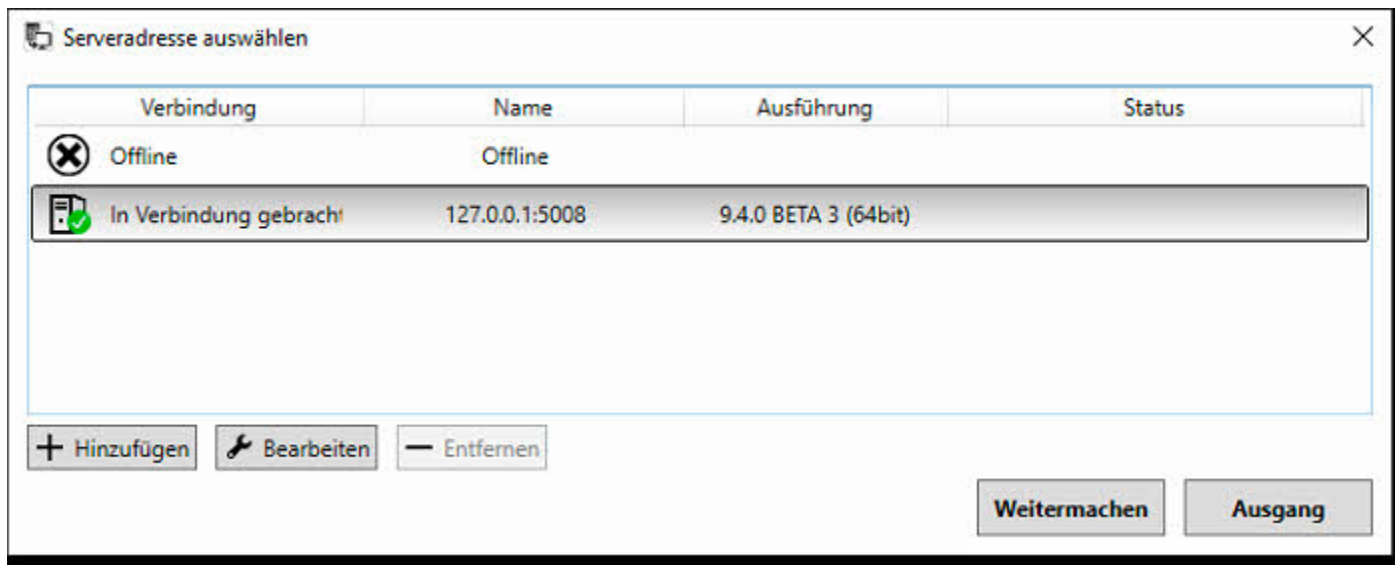 Serveradresse auswählen
Verbindung Name Ausführung Status
Offline Offline
In Verbindung gebracht 127.0.0.1:5008 9.4.0 BETA 3 (64bit)
Hinzufügen Bearbeiten Entfernen
Weitermachen Ausgang